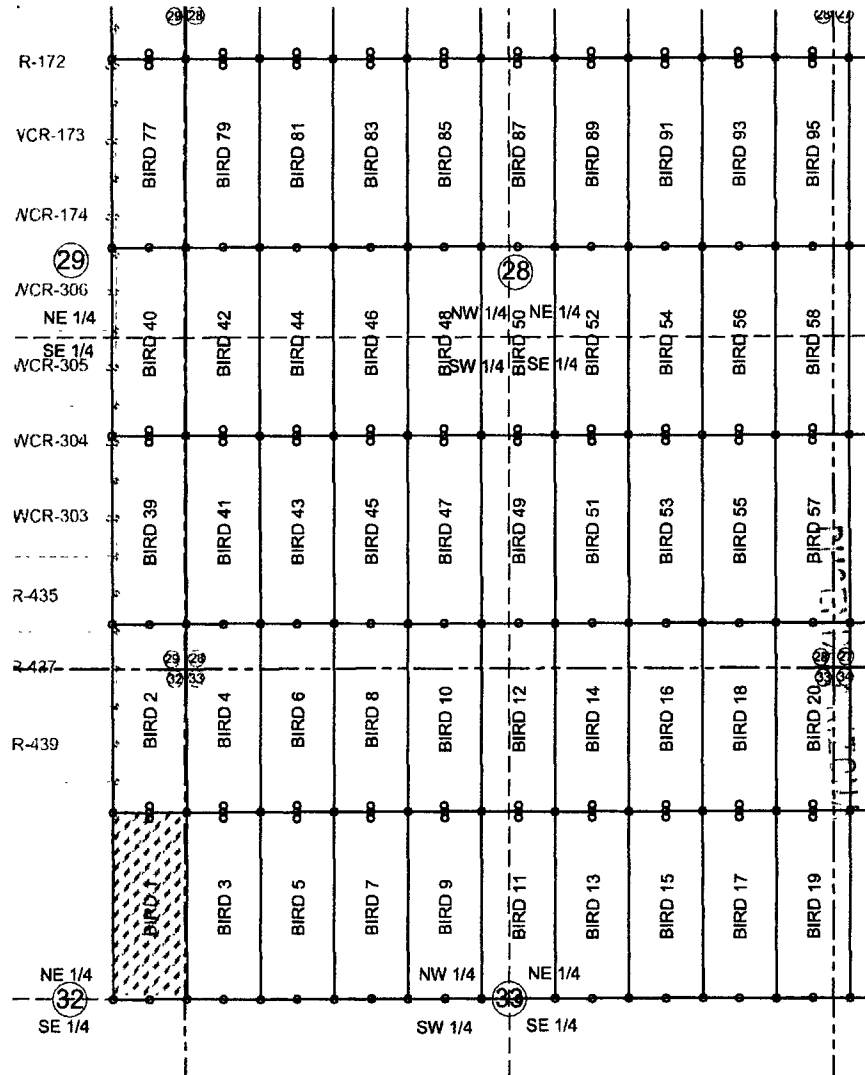 29 28
28 27
R-172
VCR-173
BIRD 77 BIRD 79 BIRD 81 BIRD 83 BIRD 85 BIRD 87 BIRD 89 BIRD 91 BIRD 93 BIRD 95
WCR-174
29
28
WCR-306
NE 1/4
NW 1/4 NE 1/4
BIRD 40 BIRD 42 BIRD 44 BIRD 46 BIRD 48 BIRD 50 BIRD 52 BIRD 54 BIRD 56 BIRD 58
SE 1/4
SW 1/4 SE 1/4
WCR-305
WCR-304
WCR-303
BIRD 39 BIRD 41 BIRD 43 BIRD 45 BIRD 47 BIRD 49 BIRD 51 BIRD 53 BIRD 55 BIRD 57
R-435
R-437
29 28
28 27
32 33
33 34
BIRD 2 BIRD 4 BIRD 6 BIRD 8 BIRD 10 BIRD 12 BIRD 14 BIRD 16 BIRD 18 BIRD 20
R-439
BIRD 1 BIRD 3 BIRD 5 BIRD 7 BIRD 9 BIRD 11 BIRD 13 BIRD 15 BIRD 17 BIRD 19
NE 1/4
NW 1/4 NE 1/4
32
33
SE 1/4
SW 1/4 SE 1/4